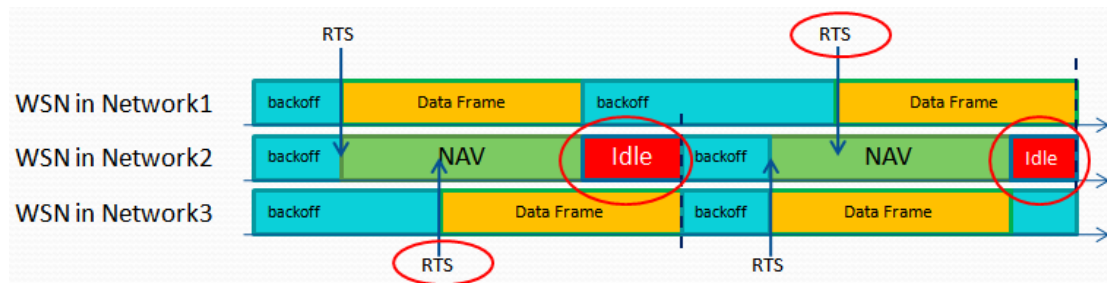 RTS RTS
WSN in Network1 backoff Data Frame backoff Data Frame
WSN in Network2 backoff NAV Idle backoff NAV Idle
WSN in Network3 backoff Data Frame backoff Data Frame
RTS RTS